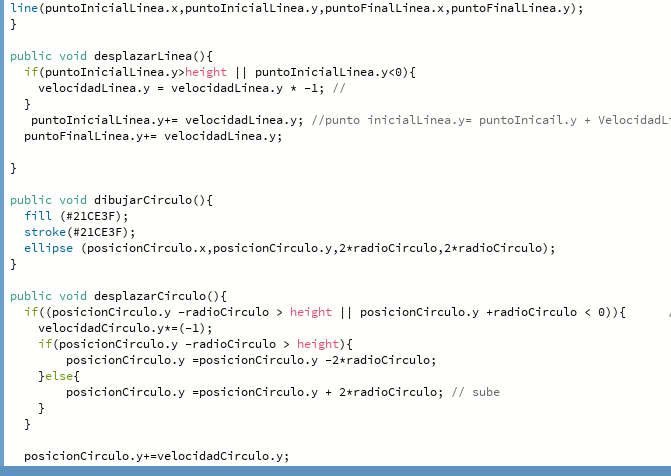 line(puntoInicialLinea.x,puntoInicialLinea.y,puntoFinalLinea.x,puntoFinalLinea.y);
}
public void desplazarLinea(){
if(puntoInicialLinea.y>height || puntoInicialLinea.y<0){
velocidadLinea.y = velocidadLinea.y * -1; //
}
puntoInicialLinea.y+= velocidadLinea.y; //punto inicialLinea.y= puntoInicail.y + VelocidadLi
puntoFinalLinea.y+= velocidadLinea.y;
}
public void dibujarCirculo(){
fill (#21CE3F);
stroke(#21CE3F);
ellipse (posicionCirculo.x,posicionCirculo.y,2*radioCirculo,2*radioCirculo);
}
public void desplazarCirculo(){
if((posicionCirculo.y -radioCirculo > height || posicionCirculo.y +radioCirculo < 0)){ /
velocidadCirculo.y*=(-1);
if(posicionCirculo.y -radioCirculo > height){
posicionCirculo.y =posicionCirculo.y -2*radioCirculo;
}else{
posicionCirculo.y =posicionCirculo.y + 2*radioCirculo; // sube
}
}
posicionCirculo.y+=velocidadCirculo.y;